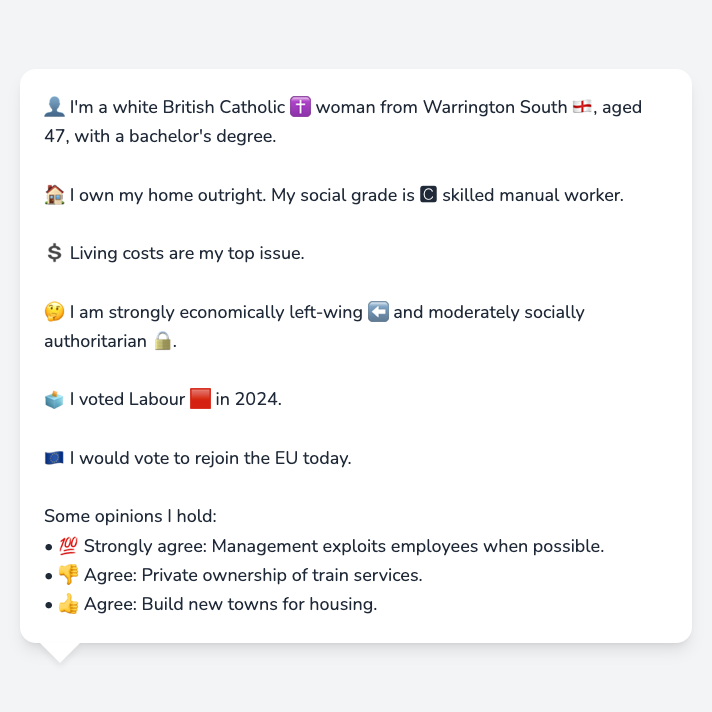 👤 I'm a white British Catholic ✝️ woman from Warrington South 🏴󠁧󠁢󠁥󠁮󠁧󠁿, aged
47, with a bachelor's degree.
🏠 I own my home outright. My social grade is 🅲 skilled manual worker.
💲 Living costs are my top issue.
🤔 I am strongly economically left-wing ⬅️ and moderately socially
authoritarian 🔒.
🗳️ I voted Labour 🟥 in 2024.
🇪🇺 I would vote to rejoin the EU today.
Some opinions I hold:
• 💯 Strongly agree: Management exploits employees when possible.
• 👎 Agree: Private ownership of train services.
• 👍 Agree: Build new towns for housing.